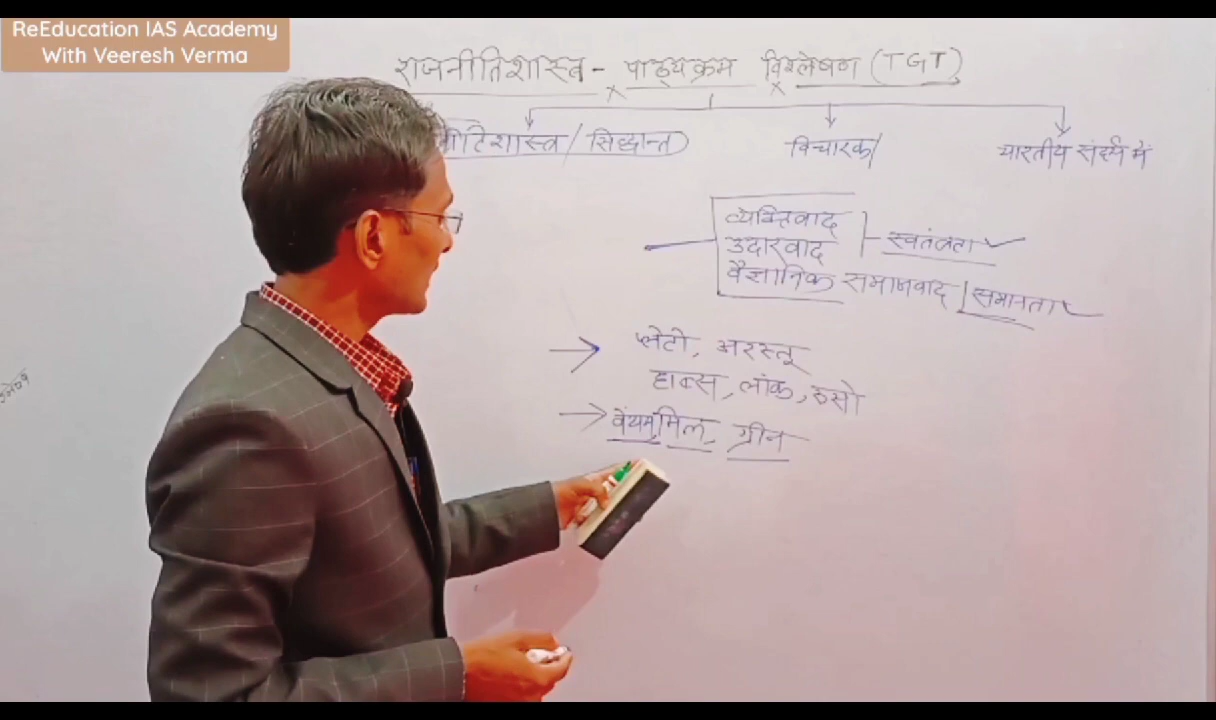 ReEducation IAS Academy
With Veeresh Verma
राजनीतिशास्त्र - पाठ्यक्रम विश्लेषण (TGT)
सिद्धान्त
विचारक
भारतीय संदर्भ में
व्यक्तिवाद
उदारवाद
स्वतंत्रता
वैज्ञानिक समाजवाद
समानता
प्लेटो, अरस्तू
हाब्स, लॉक, रूसो
बेंथम, मिल, ग्रीन